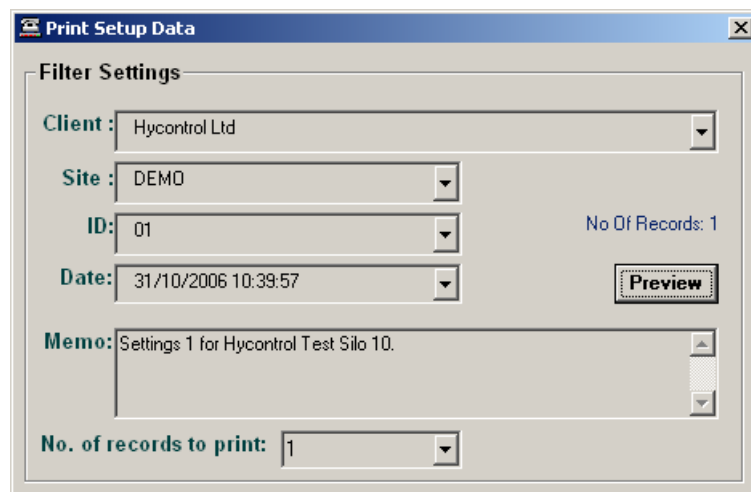 Print Setup Data
Filter Settings
Client : Hycontrol Ltd
Site : DEMO
ID: 01
No Of Records: 1
Date: 31/10/2006 10:39:57
Preview
Memo: Settings 1 for Hycontrol Test Silo 10.
No. of records to print: 1